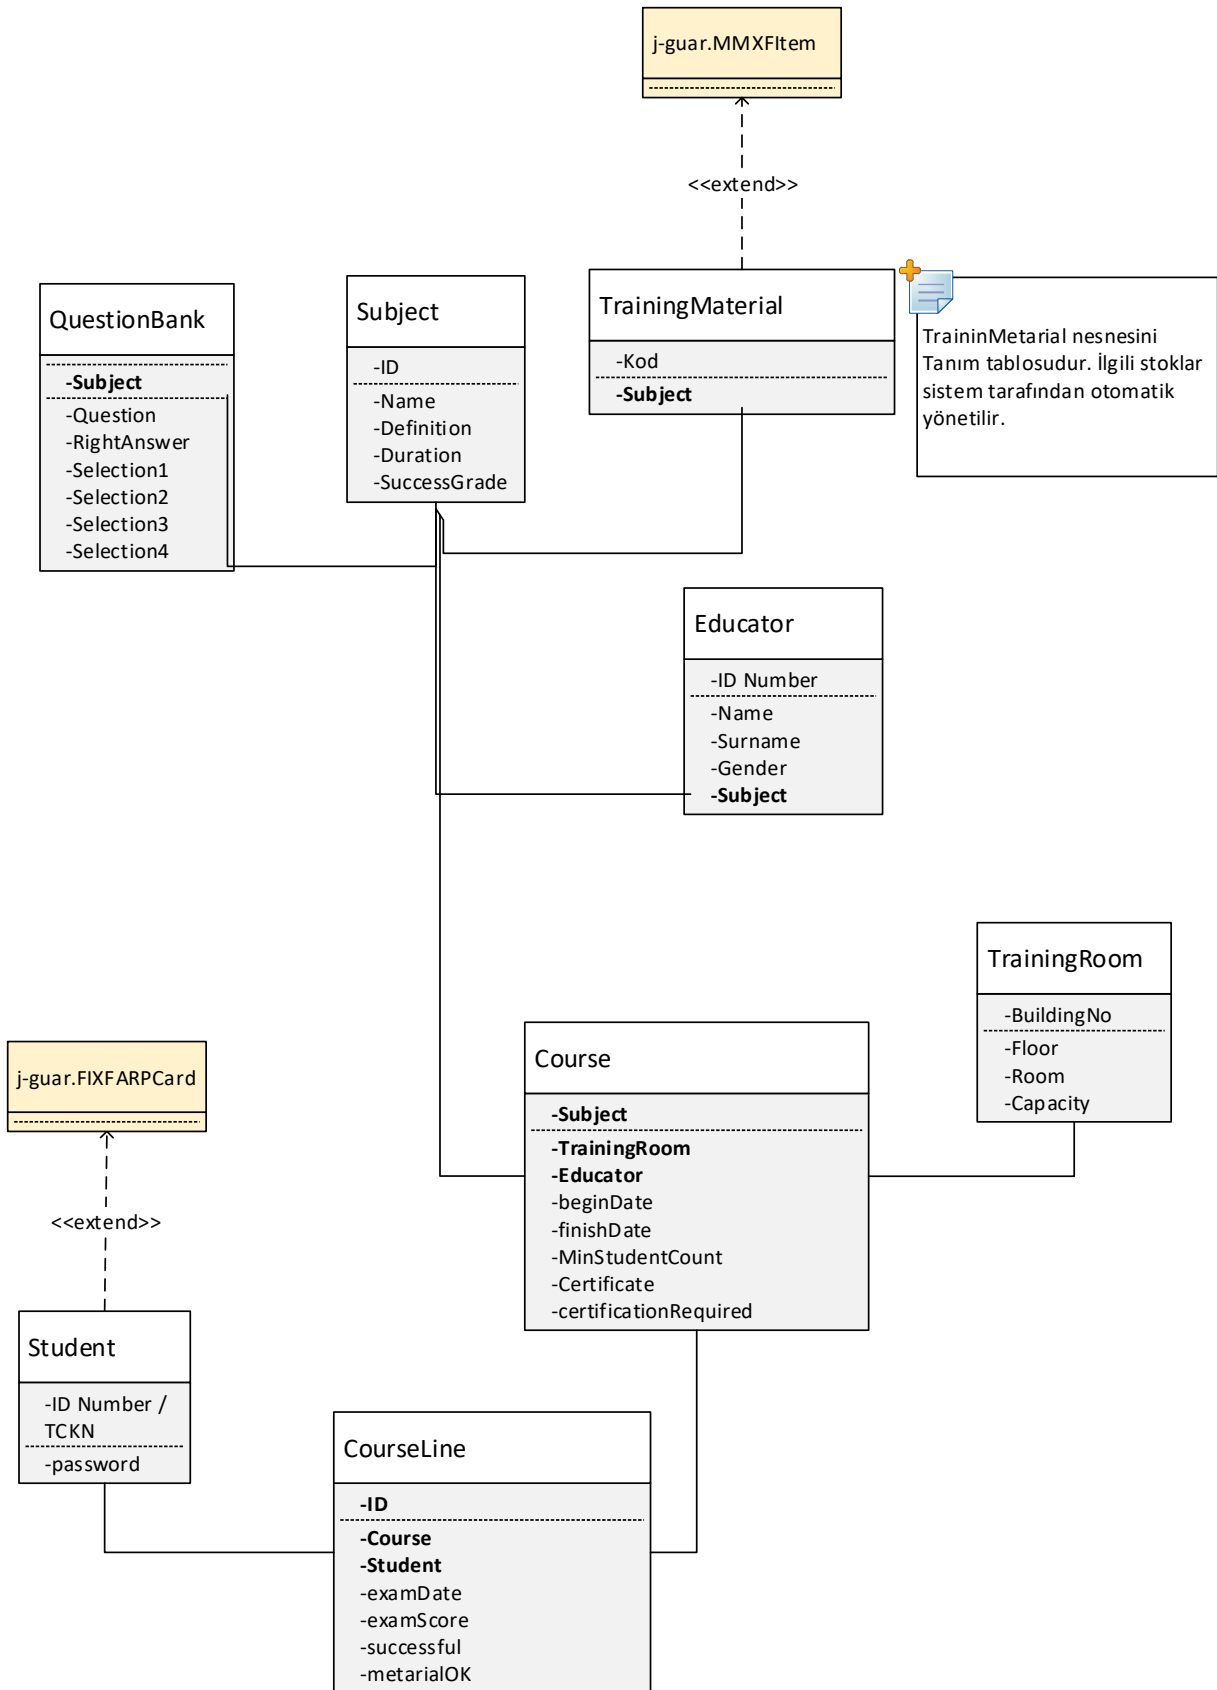 j-guar.MMXFItem
<<extend>>
QuestionBank
-Subject
-Question
-RightAnswer
-Selection1
-Selection2
-Selection3
-Selection4
Subject
-ID
-Name
-Definition
-Duration
-SuccessGrade
TrainingMaterial
-Kod
-Subject
TraininMetarial nesnesini
Tanım tablosudur. İlgili stoklar
sistem tarafından otomatik
yönetilir.
Educator
-ID Number
-Name
-Surname
-Gender
-Subject
TrainingRoom
-BuildingNo
-Floor
-Room
-Capacity
Course
-Subject
-TrainingRoom
-Educator
-beginDate
-finishDate
-MinStudentCount
-Certificate
-certificationRequired
j-guar.FIXFARPCard
<<extend>>
Student
-ID Number /
TCKN
-password
CourseLine
-ID
-Course
-Student
-examDate
-examScore
-successful
-metarialOK